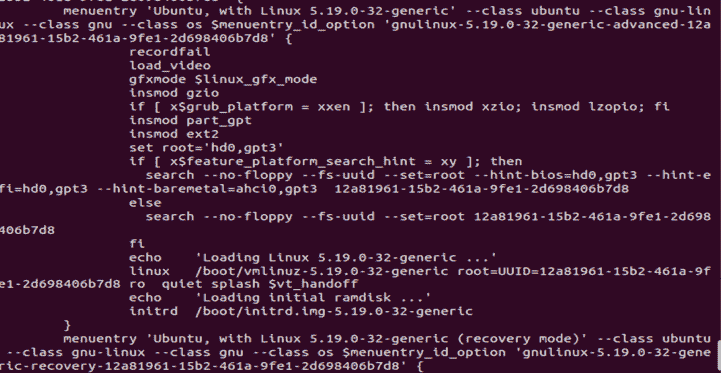 menuentry 'Ubuntu, with Linux 5.19.0-32-generic' --class ubuntu --class gnu-lin
ux --class gnu --class os $menuentry_id_option 'gnulinux-5.19.0-32-generic-advanced-12a
81961-15b2-461a-9fe1-2d698406b7d8' {
recordfail
load_video
gfxmode $linux_gfx_mode
insmod gzio
if [ x$grub_platform = xxen ]; then insmod xzio; insmod lzopio; fi
insmod part_gpt
insmod ext2
set root='hd0,gpt3'
if [ x$feature_platform_search_hint = xy ]; then
search --no-floppy --fs-uuid --set=root --hint-bios=hd0,gpt3 --hint-e
fi=hd0,gpt3 --hint-baremetal=ahci0,gpt3  12a81961-15b2-461a-9fe1-2d698406b7d8
else
search --no-floppy --fs-uuid --set=root 12a81961-15b2-461a-9fe1-2d698
406b7d8
fi
echo    'Loading Linux 5.19.0-32-generic ...'
linux   /boot/vmlinuz-5.19.0-32-generic root=UUID=12a81961-15b2-461a-9f
e1-2d698406b7d8 ro  quiet splash $vt_handoff
echo    'Loading initial ramdisk ...'
initrd  /boot/initrd.img-5.19.0-32-generic
}
menuentry 'Ubuntu, with Linux 5.19.0-32-generic (recovery mode)' --class ubuntu
--class gnu-linux --class gnu --class os $menuentry_id_option 'gnulinux-5.19.0-32-gene
ric-recovery-12a81961-15b2-461a-9fe1-2d698406b7d8' {